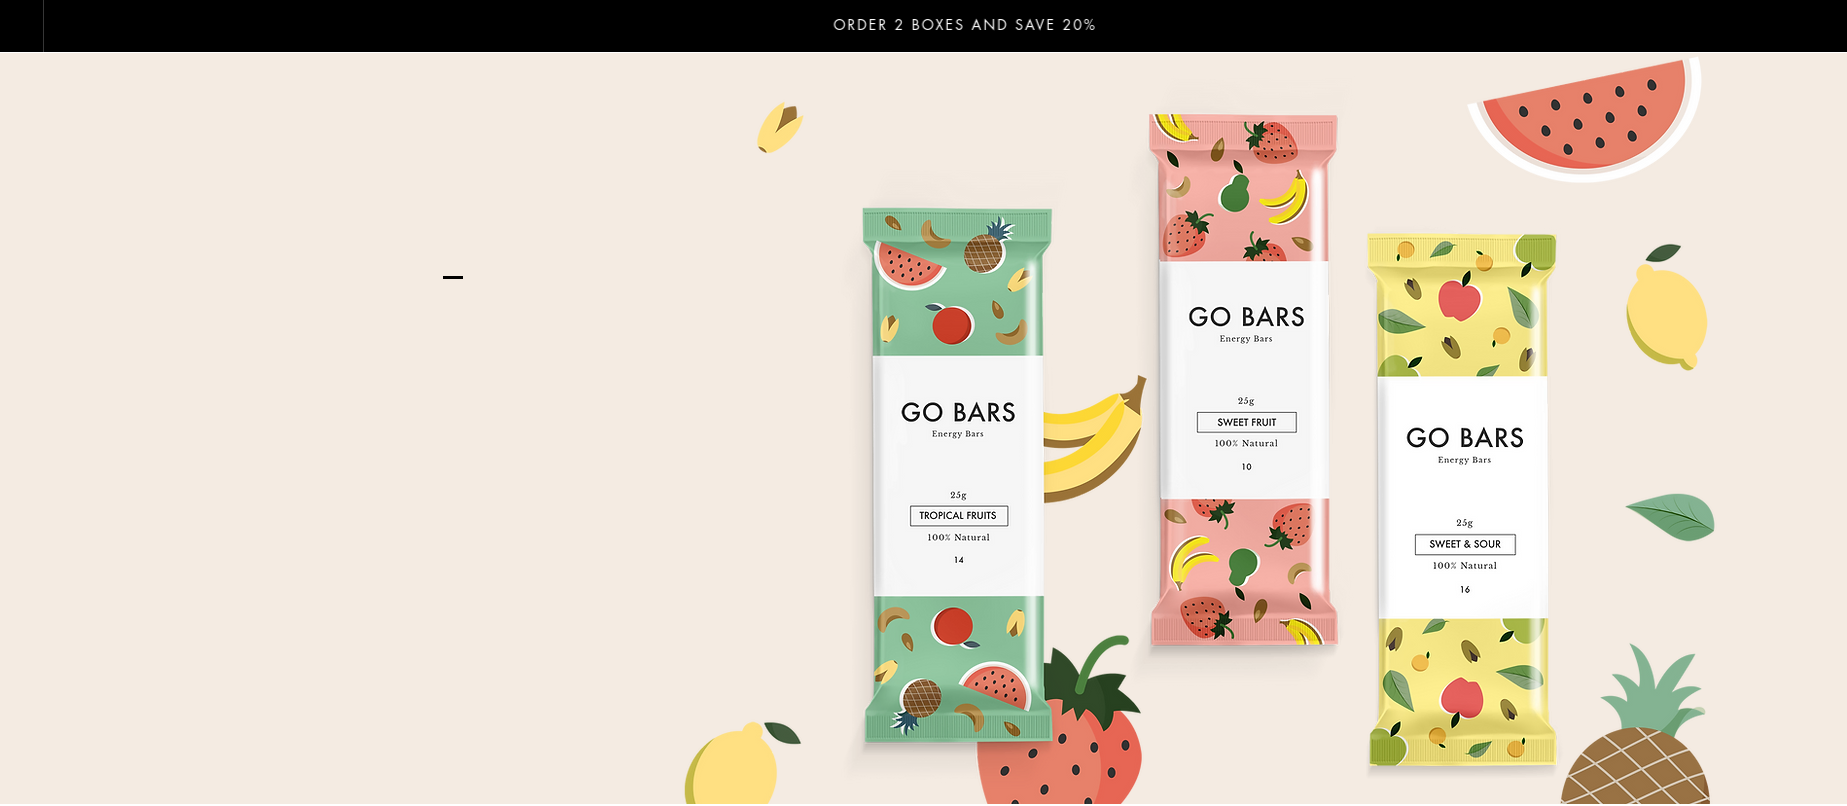 ORDER 2 BOXES AND SAVE 20%
GO BARS
Energy Bars
25g
TROPICAL FRUITS
100% Natural
14
GO BARS
Energy Bars
25g
SWEET FRUIT
100% Natural
10
GO BARS
Energy Bars
25g
SWEET & SOUR
100% Natural
16